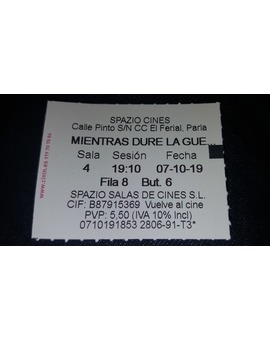 SPAZIO CINES
Calle Pinto S/N CC El Ferial, Parla
MIENTRAS DURE LA GUE
Sala Sesión Fecha
4 19:10 07-10-19
Fila 8 But. 6
SPAZIO SALAS DE CINES S.L.
CIF: B87915369 Vuelve al cine
PVP: 5,50 (IVA 10% Incl)
0710191853 2806-91-T3*